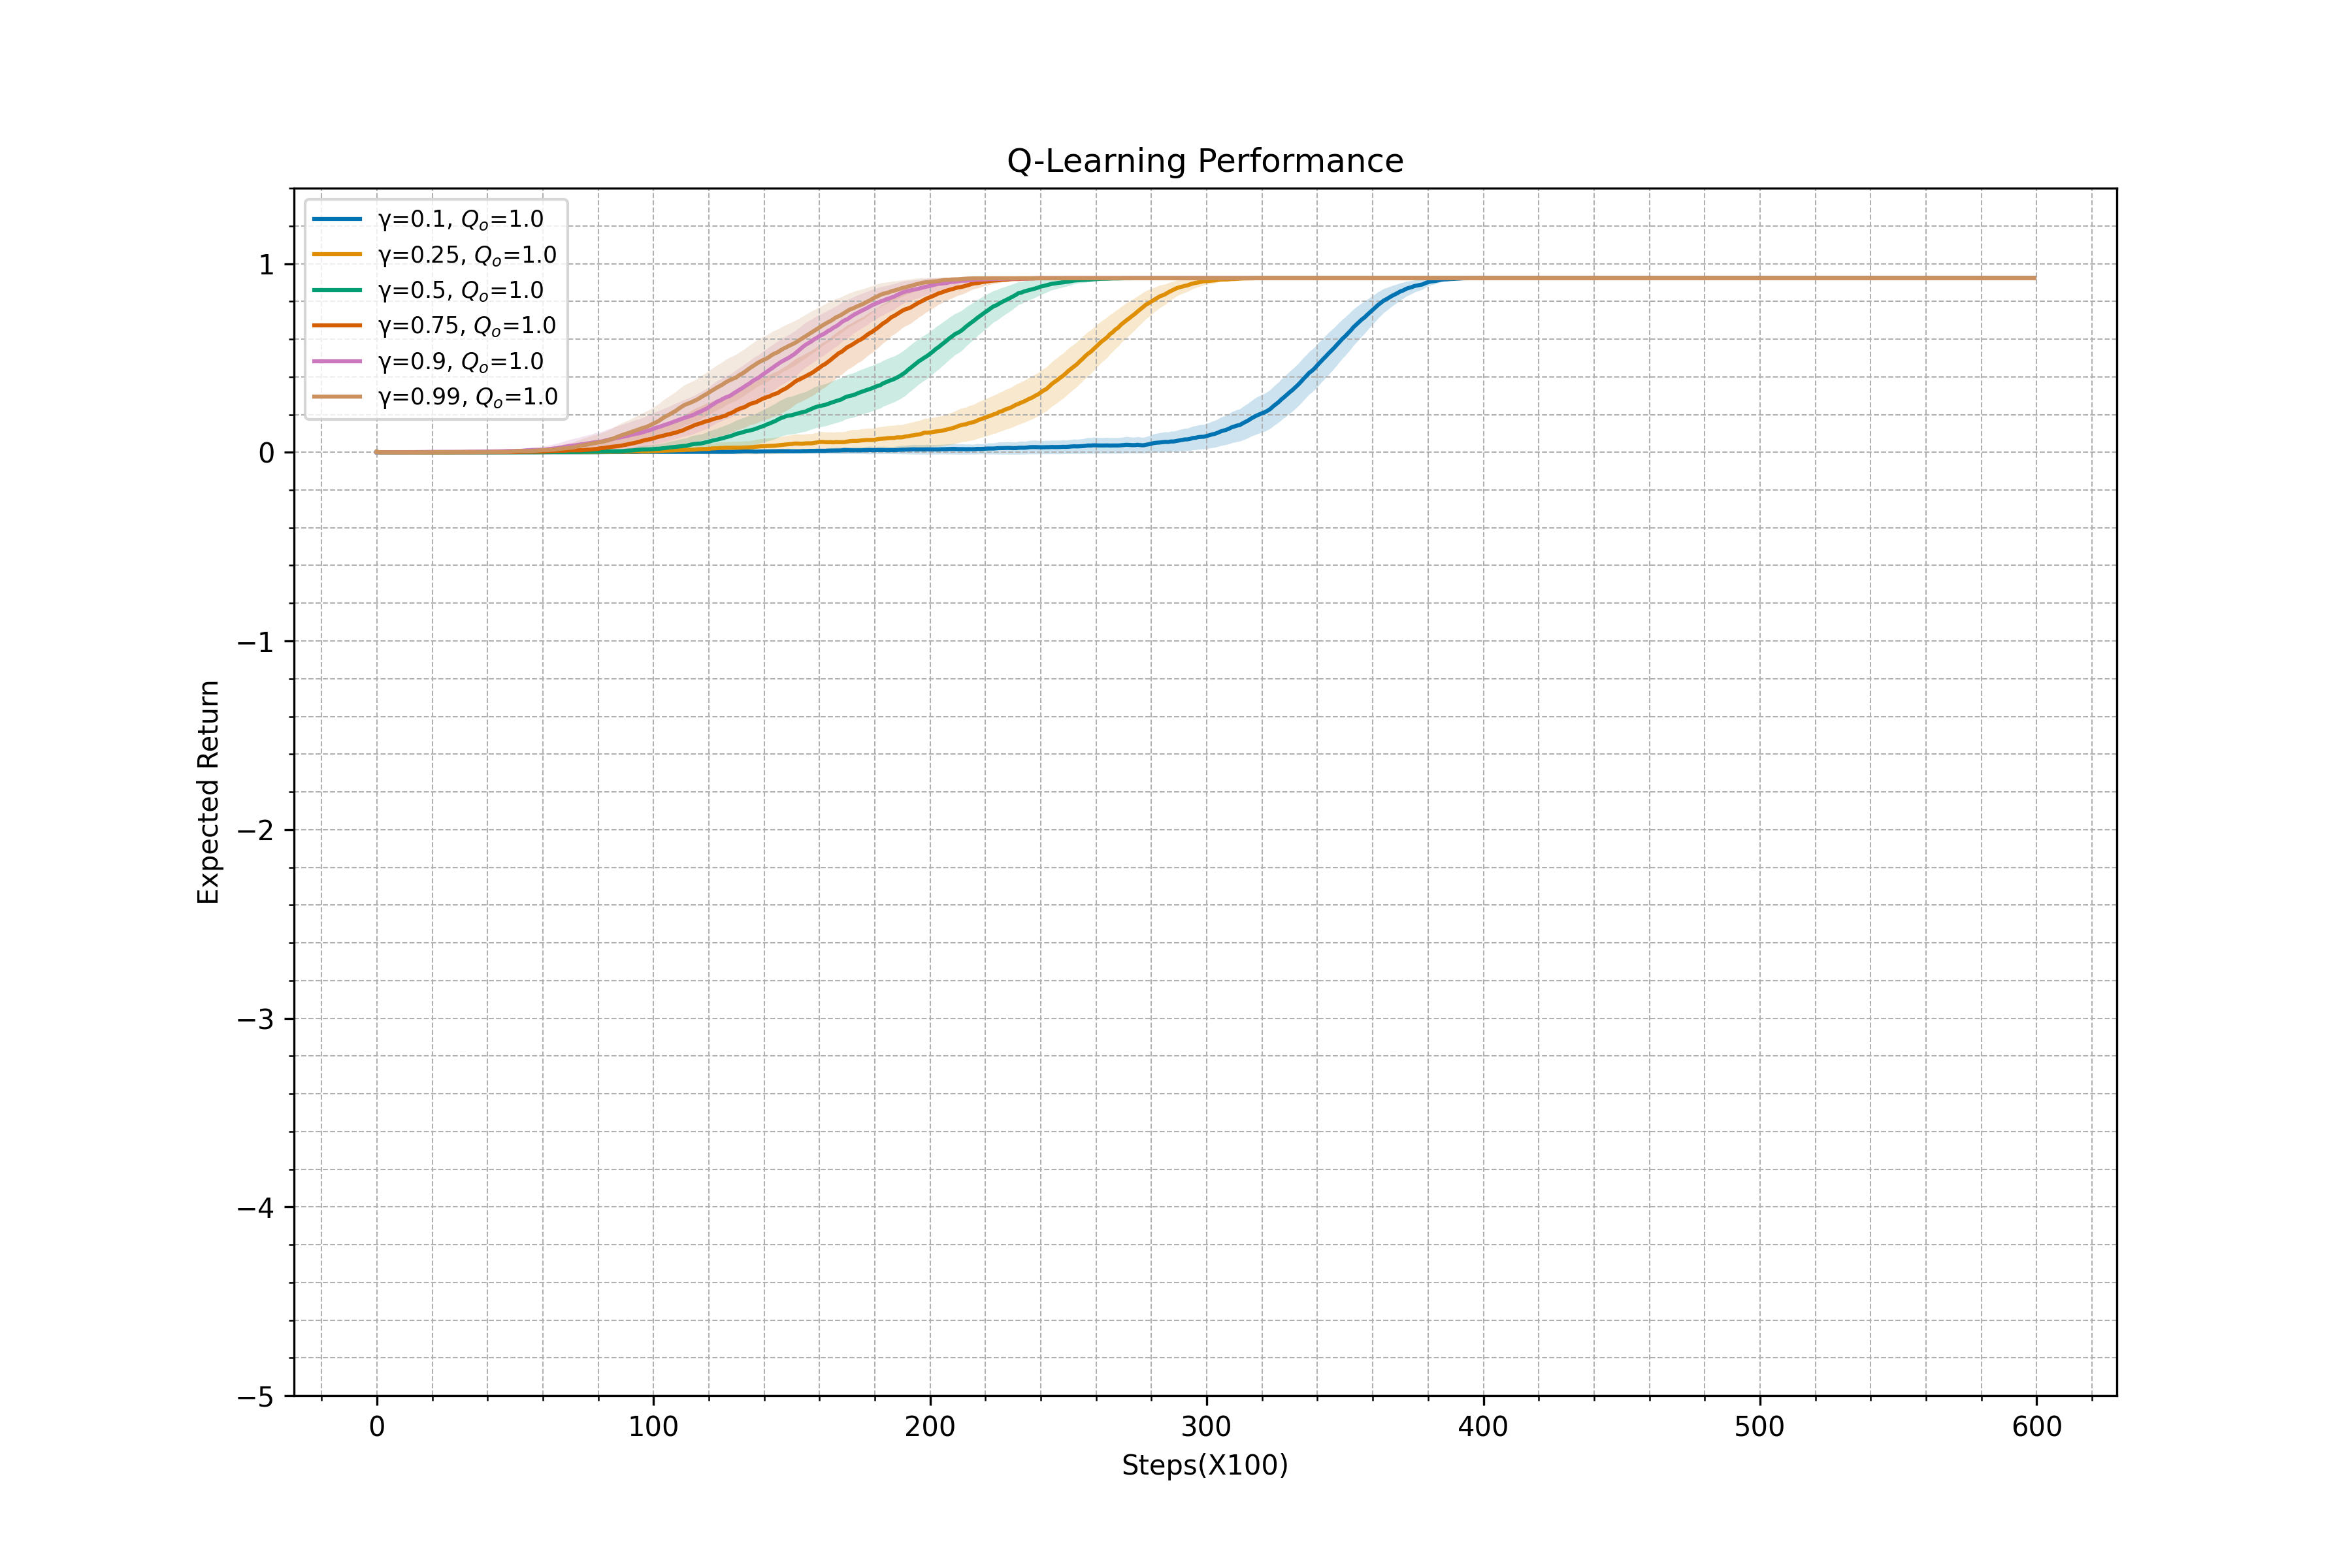 Q-Learning Performance
γ=0.1, Qo=1.0
γ=0.25, Qo=1.0
γ=0.5, Qo=1.0
γ=0.75, Qo=1.0
γ=0.9, Qo=1.0
γ=0.99, Qo=1.0
1
0
−1
−2
−3
−4
−5
Expected Return
0 100 200 300 400 500 600
Steps(X100)